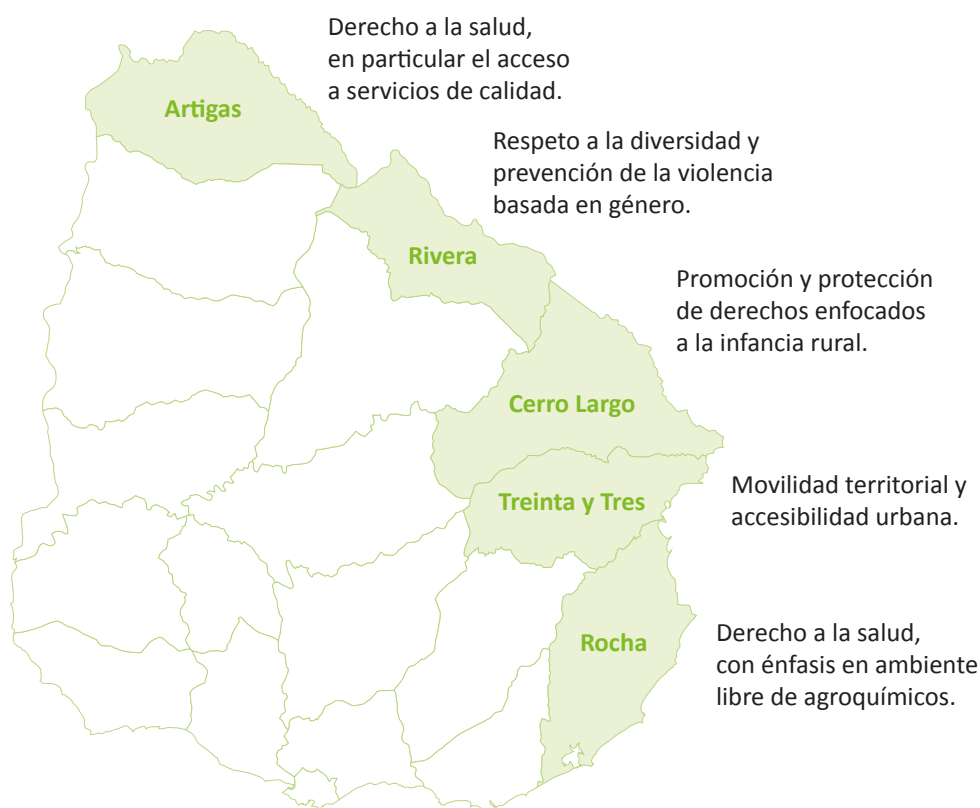 Derecho a la salud,
en particular el acceso
a servicios de calidad.
Artigas
Respeto a la diversidad y
prevención de la violencia
basada en género.
Rivera
Promoción y protección
de derechos enfocados
a la infancia rural.
Cerro Largo
Movilidad territorial y
accesibilidad urbana.
Treinta y Tres
Derecho a la salud,
con énfasis en ambiente
libre de agroquímicos.
Rocha